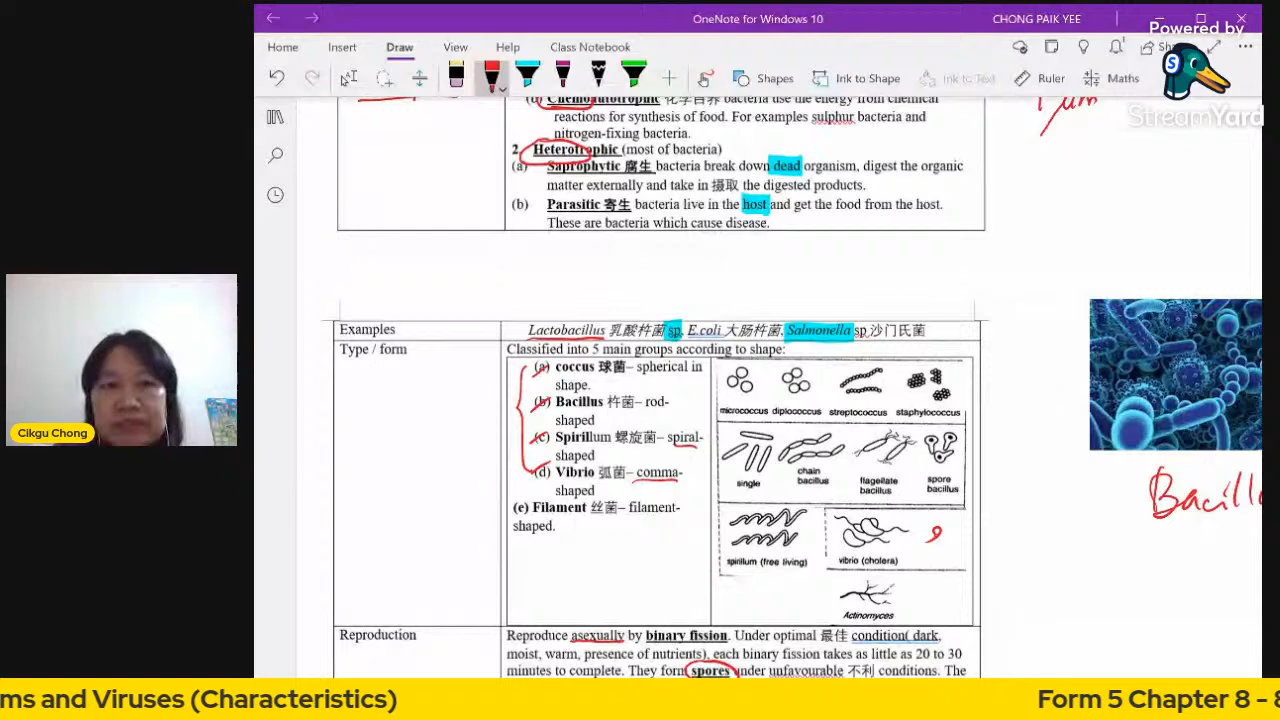 OneNote for Windows 10
CHONG PAIK YEE
Powered by
StreamYard
Home Insert Draw View Help Class Notebook
Shapes Ink to Shape Ink to Text Ruler Maths
1 μm
(b) Chemoautotrophic 化学自养 bacteria use the energy from chemical
reactions for synthesis of food. For examples sulphur bacteria and
nitrogen-fixing bacteria.
2. Heterotrophic (most of bacteria)
(a) Saprophytic 腐生 bacteria break down dead organism, digest the organic
matter externally and take in 摄取 the digested products.
(b) Parasitic 寄生 bacteria live in the host and get the food from the host.
These are bacteria which cause disease.
Examples
Lactobacillus 乳酸杵菌 sp, E.coli 大肠杵菌, Salmonella sp 沙门氏菌
Type / form
Classified into 5 main groups according to shape:
(a) coccus 球菌– spherical in
shape.
(b) Bacillus 杵菌– rod-
shaped
(c) Spirillum 螺旋菌– spiral-
shaped
(d) Vibrio 弧菌– comma-
shaped
(e) Filament 丝菌– filament-
shaped.
micrococcus diplococcus streptococcus staphylococcus
single
chain
bacillus
flagellate
bacillus
spore
bacillus
spirillum (free living)
vibrio (cholera)
Actinomyces
Bacill
Reproduction
Reproduce asexually by binary fission. Under optimal 最佳 condition( dark,
moist, warm, presence of nutrients), each binary fission takes as little as 20 to 30
minutes to complete. They form spores under unfavourable 不利 conditions. The
Cikgu Chong
ms and Viruses (Characteristics)
Form 5 Chapter 8 - 8